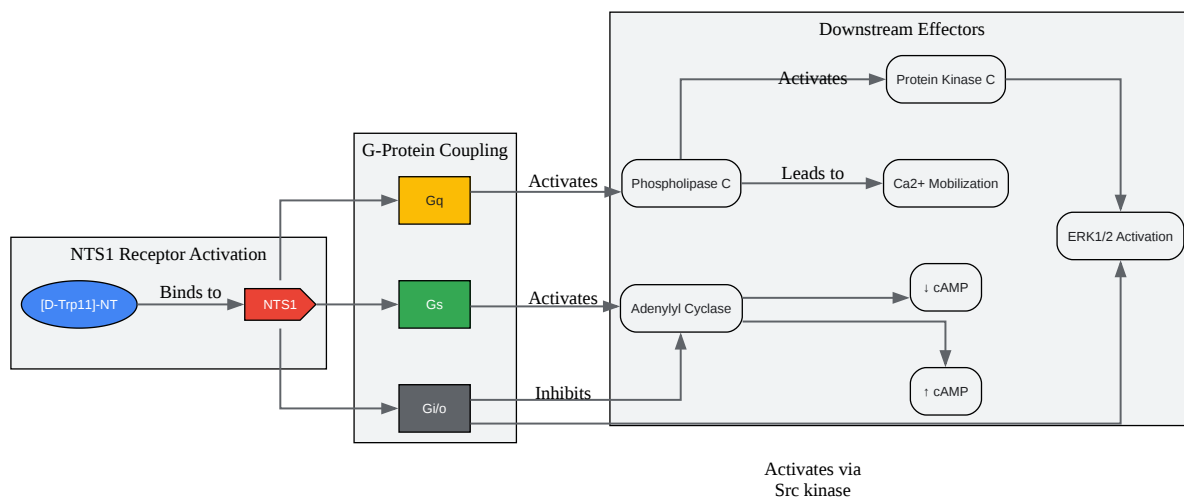 Downstream Effectors
Activates
Protein Kinase C
G-Protein Coupling
Gq
Activates
Phospholipase C
Leads to
Ca2+ Mobilization
ERK1/2 Activation
NTS1 Receptor Activation
[D-Trp11]-NT
Binds to
NTS1
Gs
Activates
Adenylyl Cyclase
↓ cAMP
↑ cAMP
Gi/o
Inhibits
Activates via
Src kinase